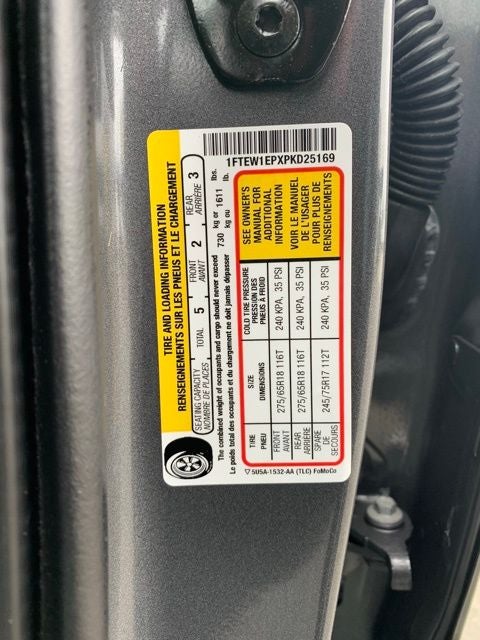 1FTEW1EPXPKD25169
TIRE AND LOADING INFORMATION
RENSEIGNEMENTS SUR LES PNEUS ET LE CHARGEMENT
SEATING CAPACITY
NOMBRE DE PLACES
TOTAL 5
FRONT
AVANT 2
REAR
ARRIÈRE 3
The combined weight of occupants and cargo should never exceed
Le poids total des occupants et du chargement ne doit jamais dépasser
730 kg or 1611 lbs.
kg ou lb.
TIRE
PNEU
SIZE
DIMENSIONS
COLD TIRE PRESSURE
PRESSION DES
PNEUS À FROID
FRONT
AVANT
275/65R18 116T
240 KPA, 35 PSI
REAR
ARRIÈRE
275/65R18 116T
240 KPA, 35 PSI
SPARE
DE
SECOURS
245/75R17 112T
240 KPA, 35 PSI
SEE OWNER'S
MANUAL FOR
ADDITIONAL
INFORMATION
VOIR LE MANUEL
DE L'USAGER
POUR PLUS DE
RENSEIGNEMENTS
▽ 5U5A-1532-AA (TLC) FoMoCo